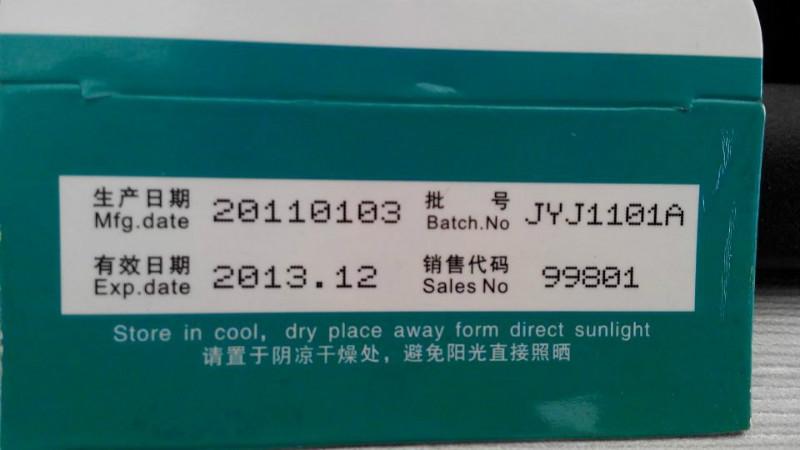 生产日期 20110103 批 号 JYJ1101A
Mfg.date Batch.No
有效日期 2013.12 销售代码 99801
Exp.date Sales No
Store in cool, dry place away form direct sunlight
请置于阴凉干燥处，避免阳光直接照晒